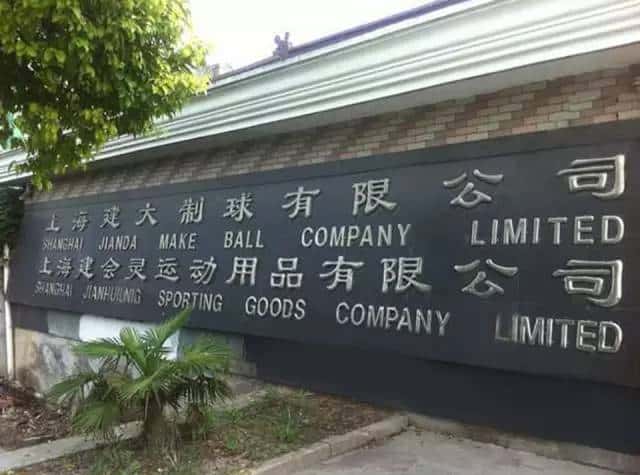 上海建大制球有限公司
SHANGHAI JIANDA MAKE BALL COMPANY LIMITED
上海建会灵运动用品有限公司
SHANGHAI JIANHUILNIG SPORTING GOODS COMPANY LIMITED